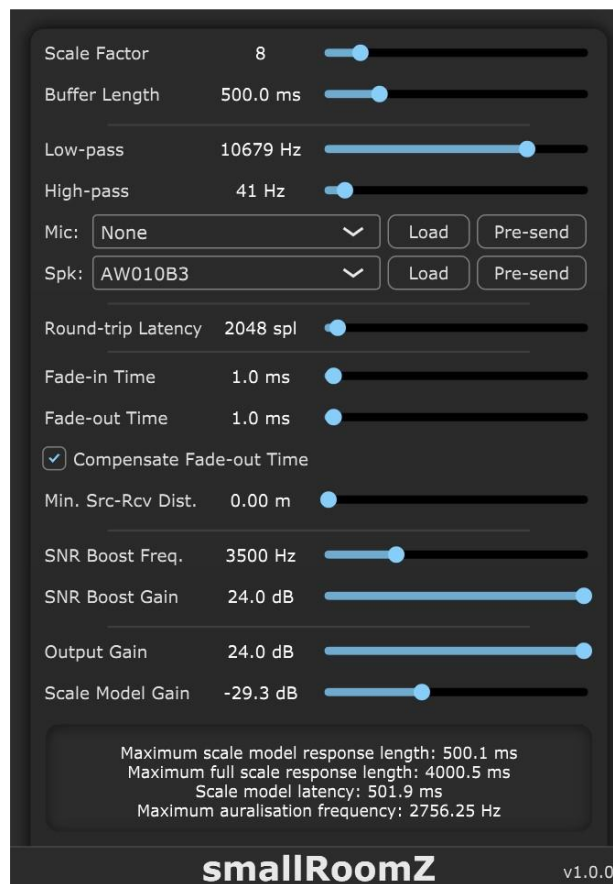 Scale Factor 8
Buffer Length 500.0 ms
Low-pass 10679 Hz
High-pass 41 Hz
Mic: None Load Pre-send
Spk: AW010B3 Load Pre-send
Round-trip Latency 2048 spl
Fade-in Time 1.0 ms
Fade-out Time 1.0 ms
Compensate Fade-out Time
Min. Src-Rcv Dist. 0.00 m
SNR Boost Freq. 3500 Hz
SNR Boost Gain 24.0 dB
Output Gain 24.0 dB
Scale Model Gain -29.3 dB
Maximum scale model response length: 500.1 ms
Maximum full scale response length: 4000.5 ms
Scale model latency: 501.9 ms
Maximum auralisation frequency: 2756.25 Hz
smallRoomZ v1.0.0